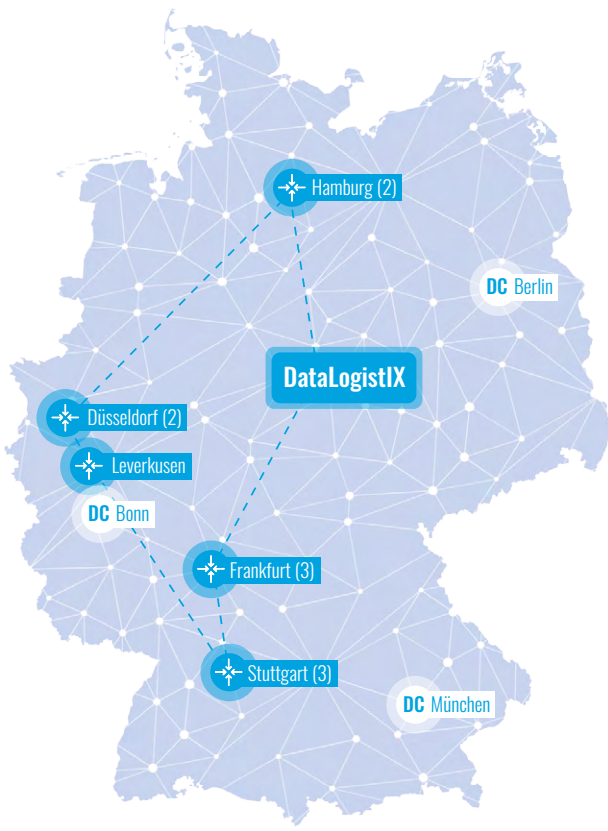 Hamburg (2)
DC Berlin
DataLogistIX
Düsseldorf (2)
Leverkusen
DC Bonn
Frankfurt (3)
Stuttgart (3)
DC München